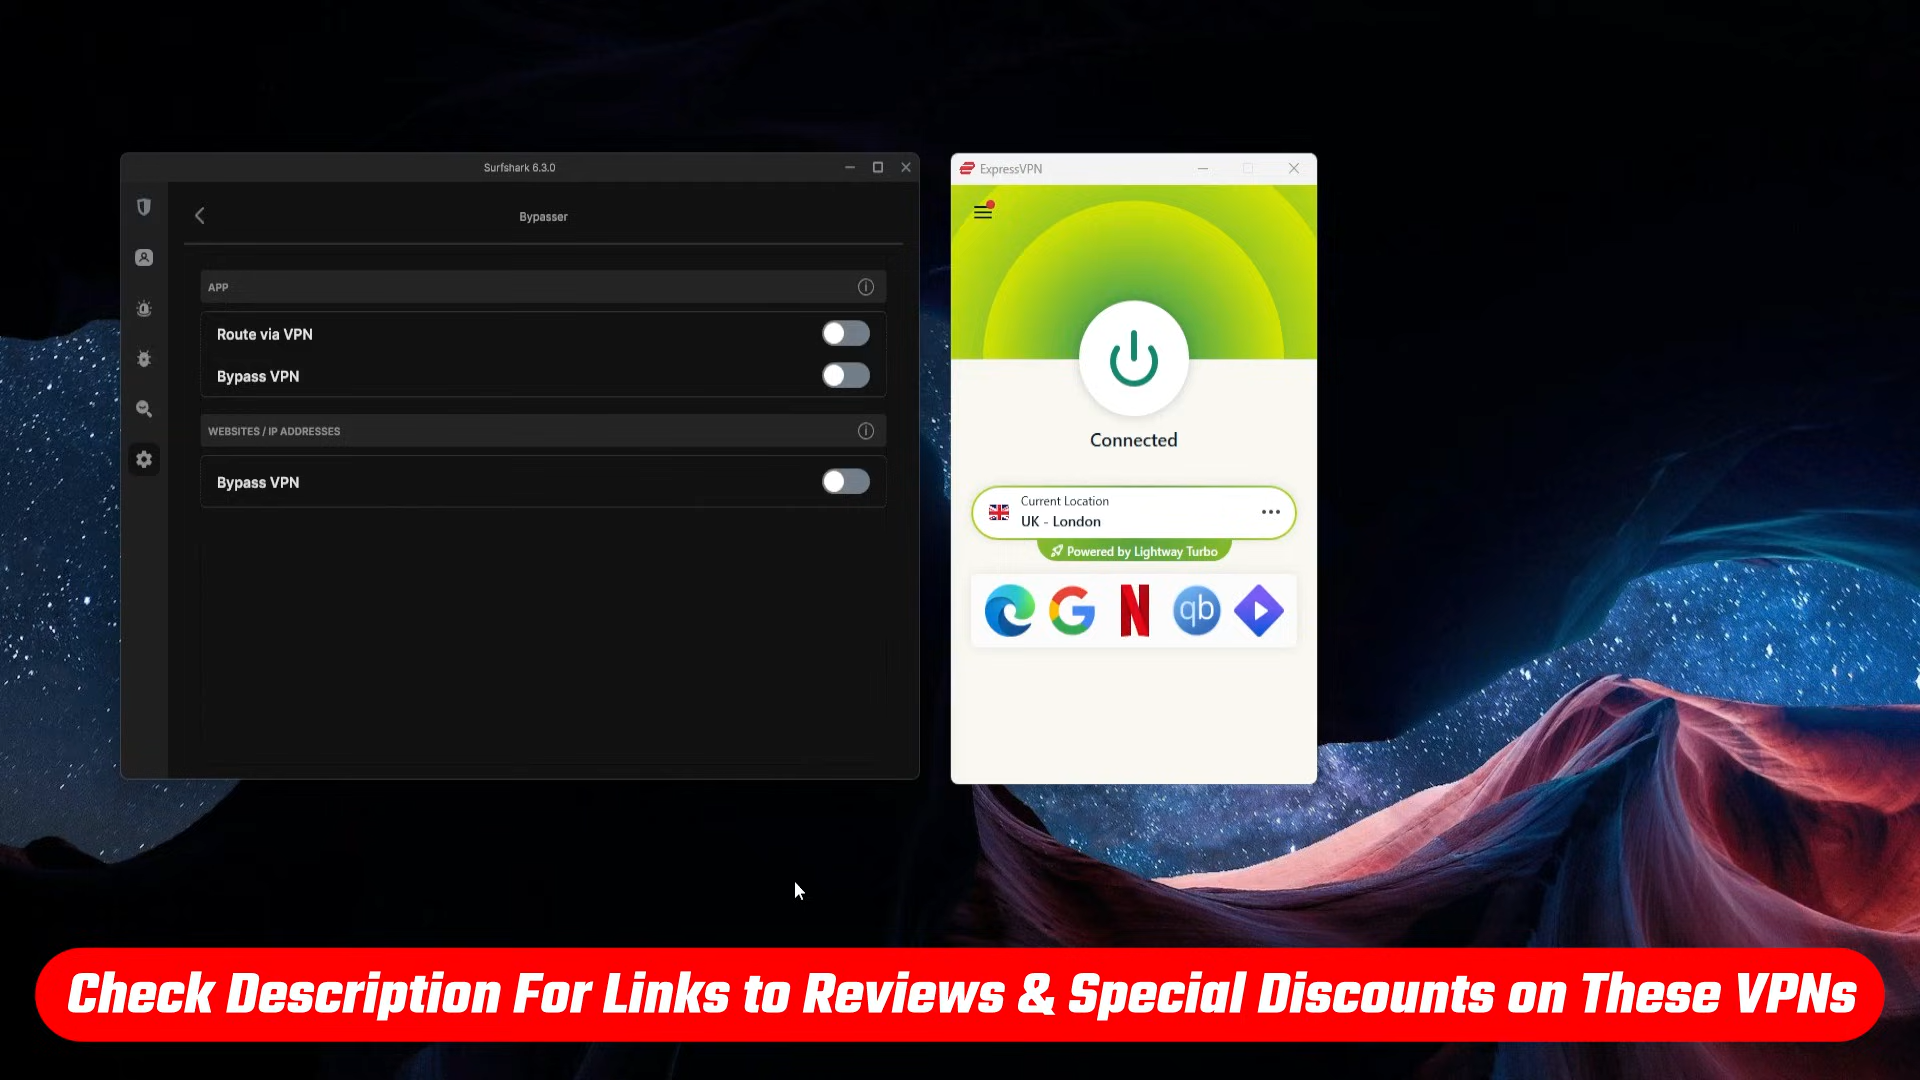 Surfshark 6.3.0
Bypasser
APP
Route via VPN
Bypass VPN
WEBSITES / IP ADDRESSES
Bypass VPN
ExpressVPN
Connected
Current Location
UK - London
Powered by Lightway Turbo
qb
Check Description For Links to Reviews & Special Discounts on These VPNs